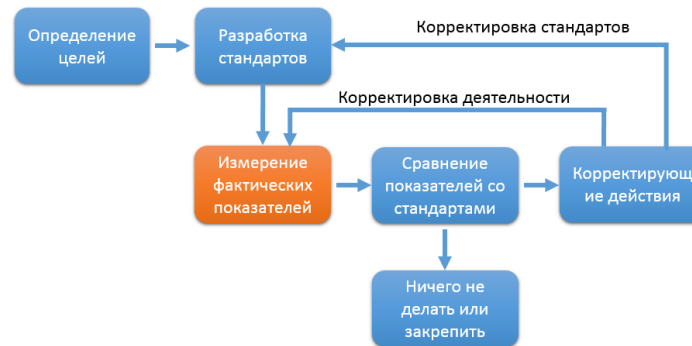 Корректировка стандартов
Определение
целей
Разработка
стандартов
Корректировка деятельности
Измерение
фактических
показателей
Сравнение
показателей со
стандартами
Корректирующ
ие действия
Ничего не
делать или
закрепить